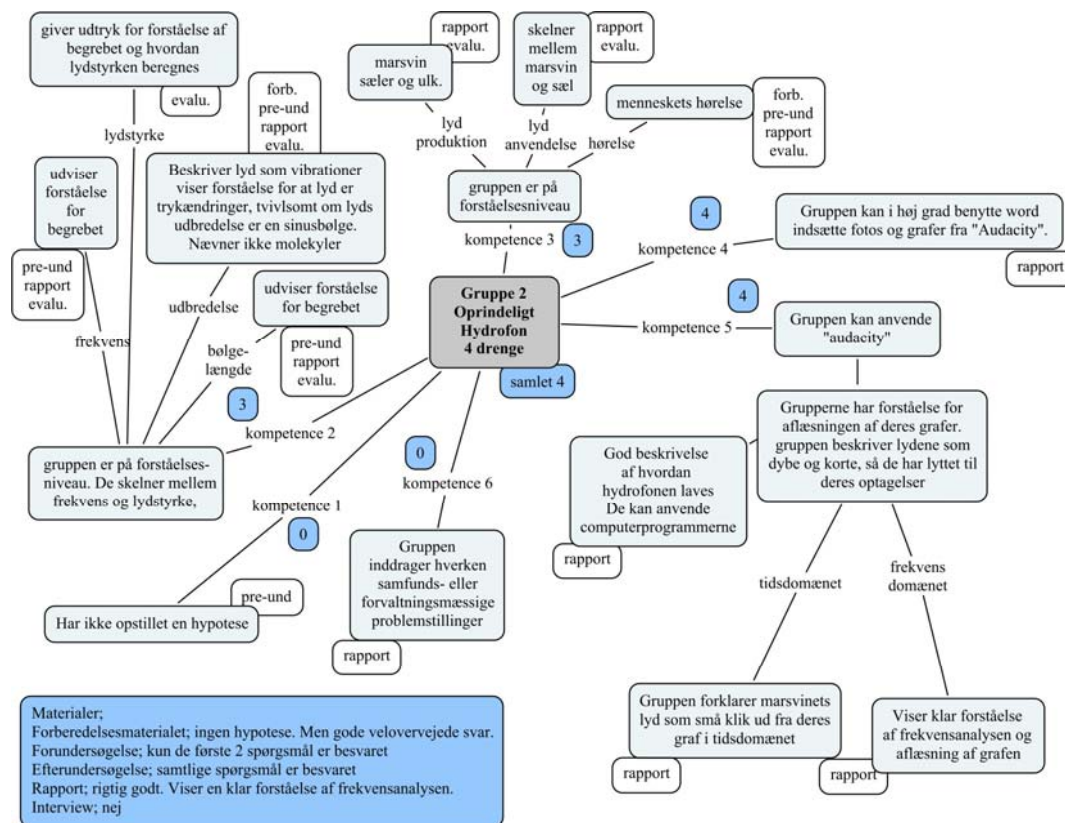 giver udtryk for forståelse af
begrebet og hvordan
lydstyrken beregnes
evalu.
lydstyrke
udviser
forståelse
for
begrebet
pre-und
rapport
evalu.
frekvens
forb.
pre-und
rapport
evalu.
Beskriver lyd som vibrationer
viser forståelse for at lyd er
trykændringer, tvivlsomt om lyds
udbredelse er en sinusbølge.
Nævner ikke molekyler
udbredelse
udviser forståelse
for begrebet
pre-und
rapport
evalu.
bølge-
længde
3
kompetence 2
gruppen er på forståelses-
niveau. De skelner mellem
frekvens og lydstyrke,
rapport
evalu.
marsvin
sæler og ulk.
lyd
produktion
skelner
mellem
marsvin
og sæl
rapport
evalu.
lyd
anvendelse
menneskets hørelse
forb.
pre-und
rapport
evalu.
hørelse
gruppen er på
forståelsesniveau
kompetence 3
3
4
kompetence 4
Gruppen kan i høj grad benytte word
indsætte fotos og grafer fra "Audacity".
rapport
Gruppe 2
Oprindeligt
Hydrofon
4 drenge
samlet 4
4
kompetence 5
Gruppen kan anvende
"audacity"
Grupperne har forståelse for
aflæsningen af deres grafer.
gruppen beskriver lydene som
dybe og korte, så de har lyttet til
deres optagelser
God beskrivelse
af hvordan
hydrofonen laves
De kan anvende
computerprogrammerne
rapport
tidsdomænet
frekvens
domænet
0
kompetence 6
kompetence 1
0
Gruppen
inddrager hverken
samfunds- eller
forvaltningsmæssige
problemstillinger
rapport
pre-und
Har ikke opstillet en hypotese
Gruppen forklarer marsvinets
lyd som små klik ud fra deres
graf i tidsdomænet
rapport
Viser klar forståelse
af frekvensanalysen og
aflæsning af grafen
rapport
Materialer;
Forberedelsesmaterialet; ingen hypotese. Men gode velovervejede svar.
Forundersøgelse; kun de første 2 spørgsmål er besvaret
Efterundersøgelse; samtlige spørgsmål er besvaret
Rapport; rigtig godt. Viser en klar forståelse af frekvensanalysen.
Interview; nej